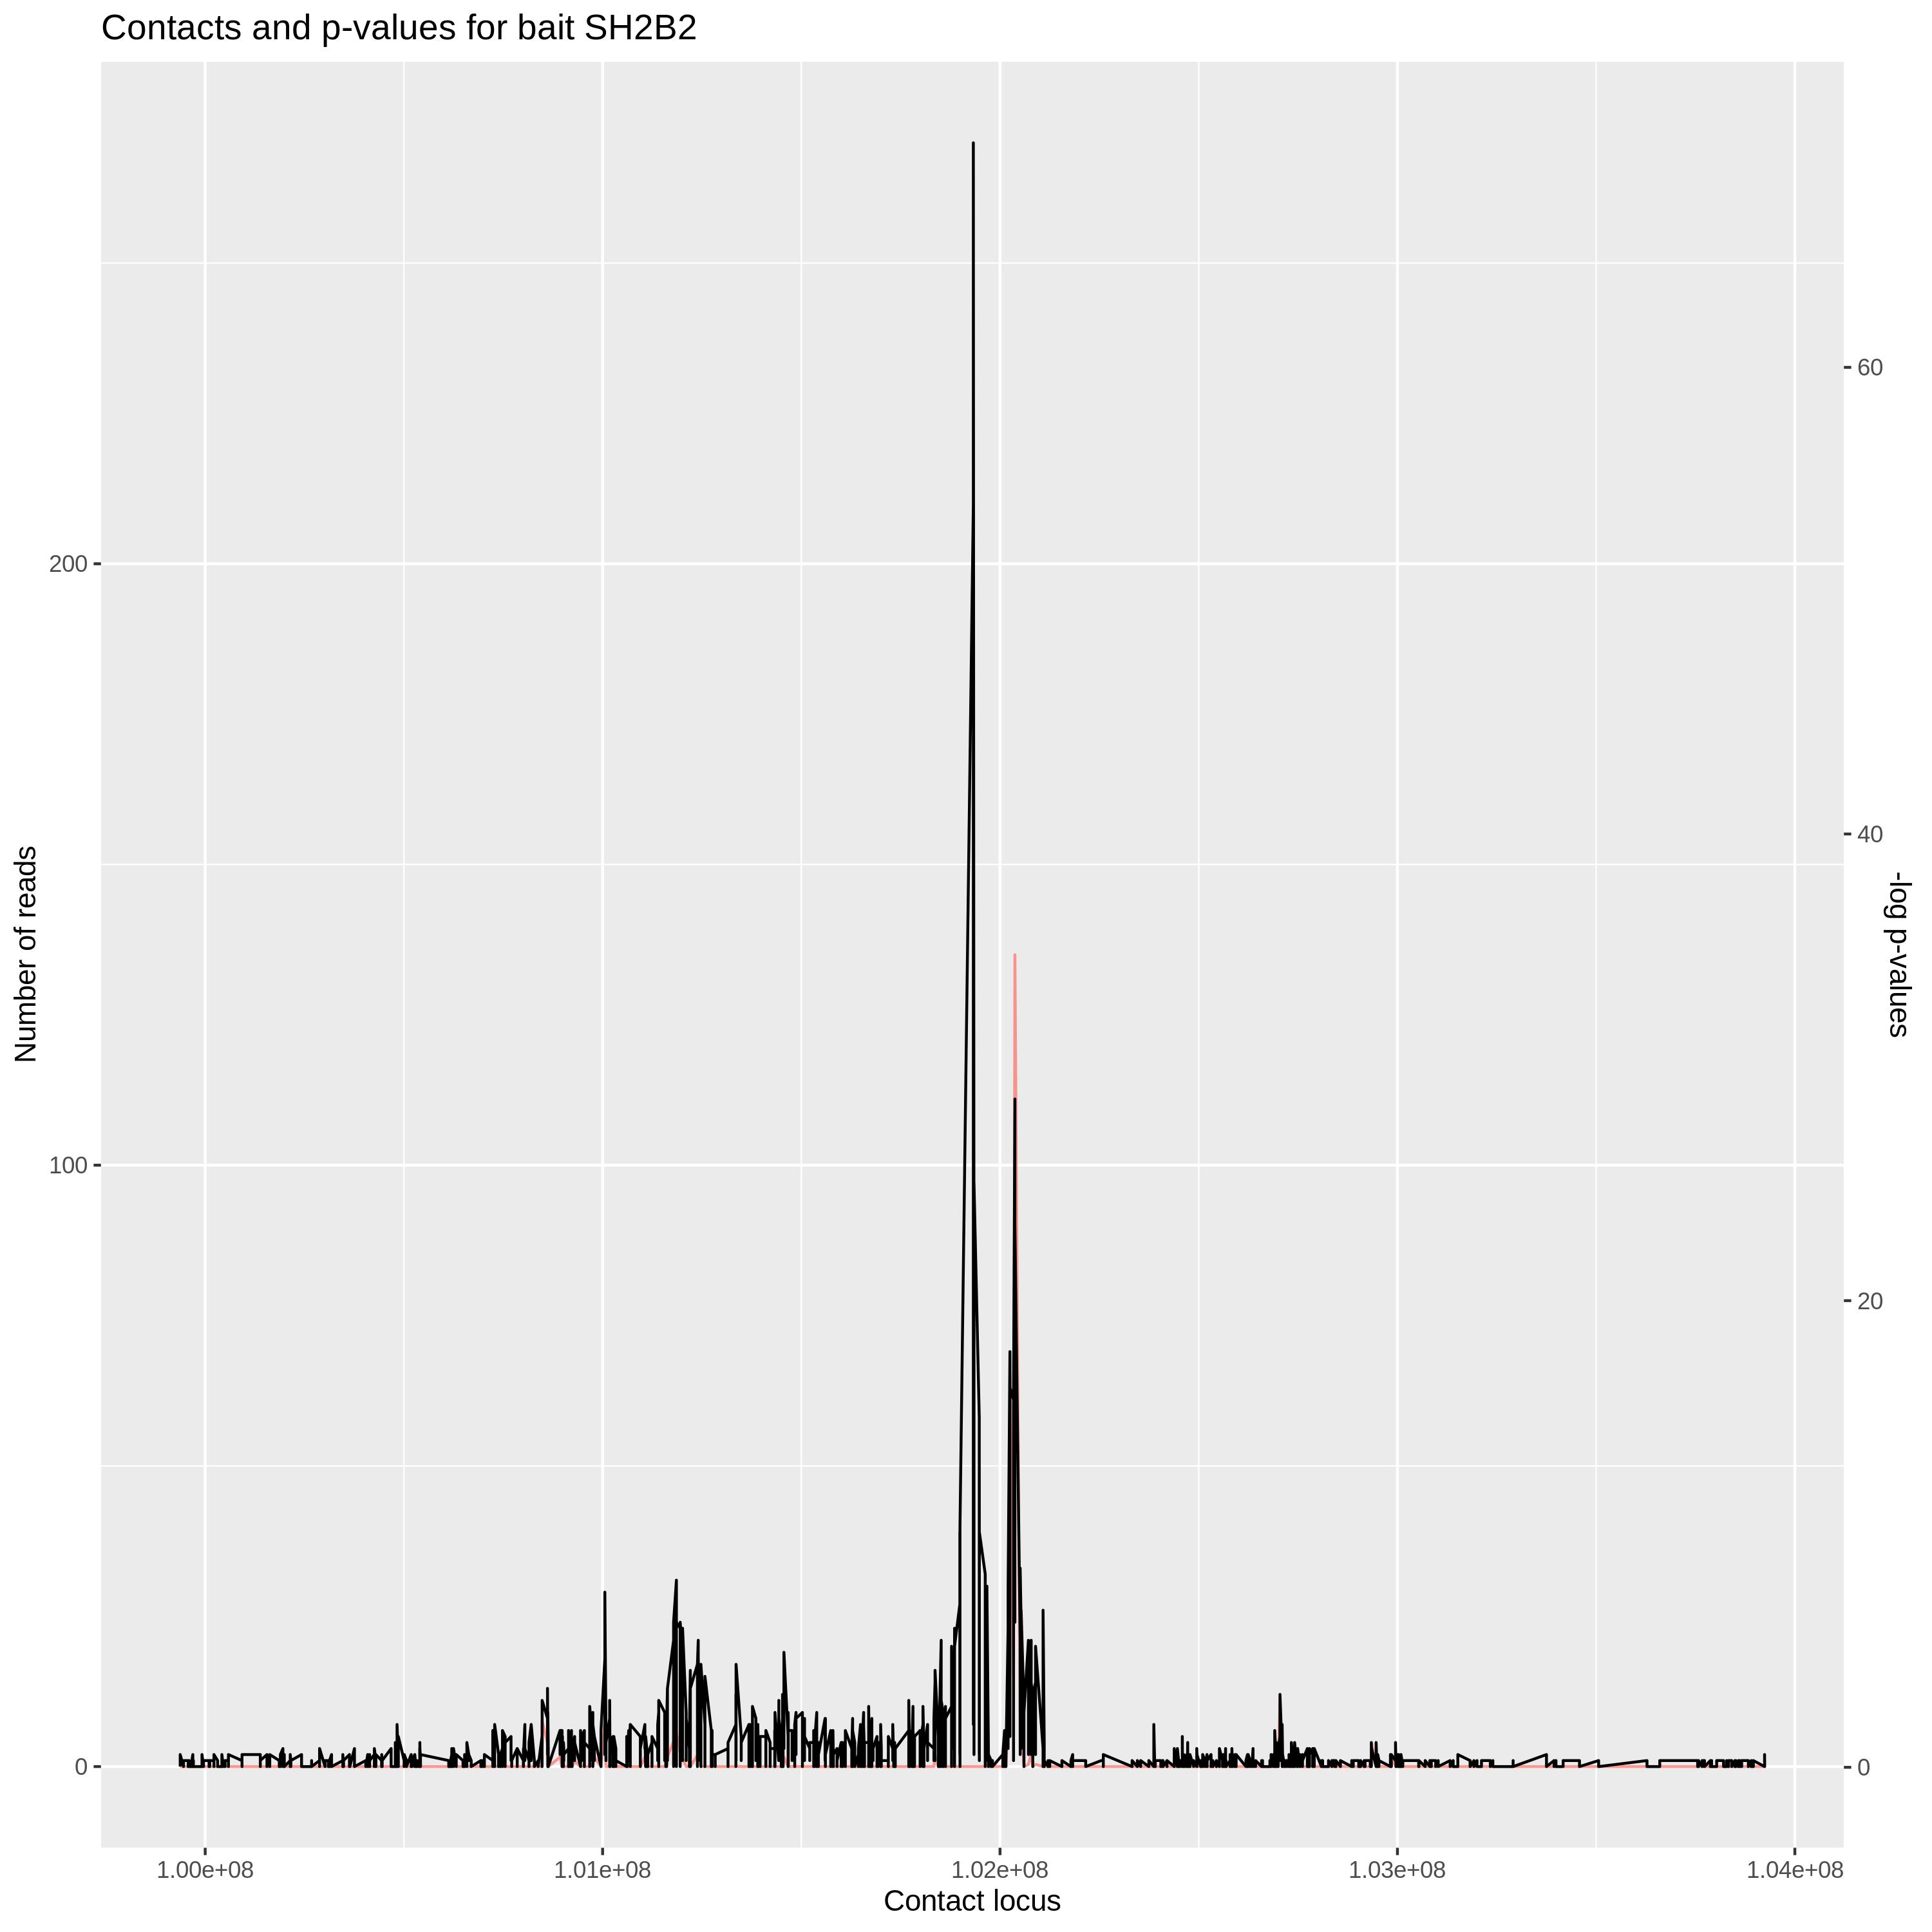 Contacts and p-values for bait SH2B2
Number of reads
200
100
0
60
40
20
0
-log p-values
1.00e+08 1.01e+08 1.02e+08 1.03e+08 1.04e+08
Contact locus